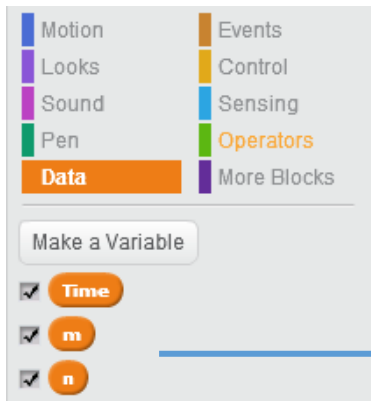 Motion Events
Looks Control
Sound Sensing
Pen Operators
Data More Blocks
Make a Variable
Time
m
n